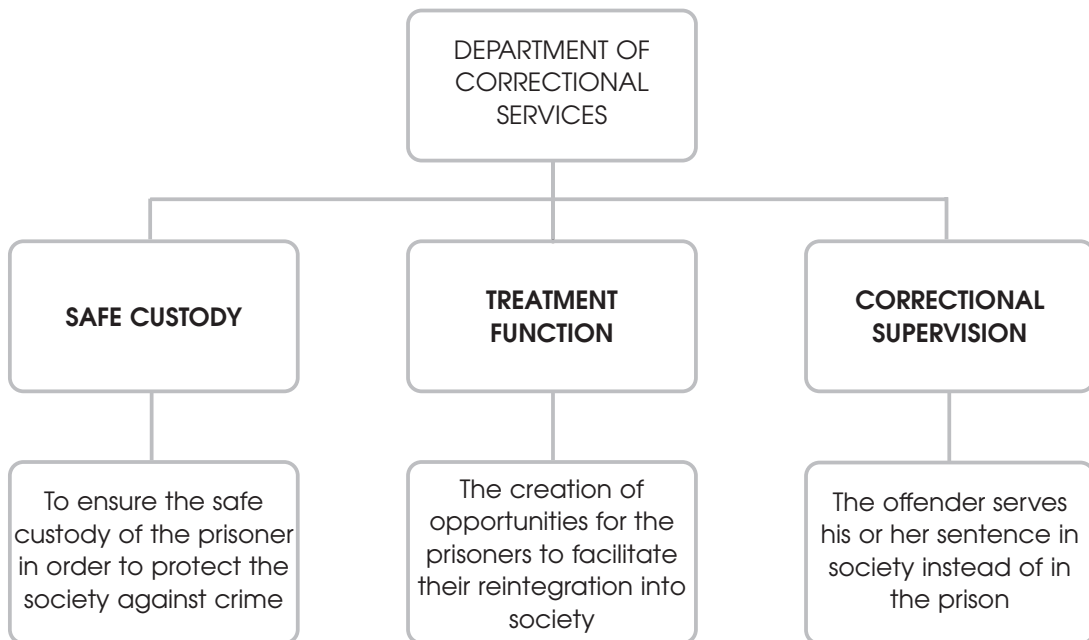 DEPARTMENT OF
CORRECTIONAL
SERVICES
SAFE CUSTODY
TREATMENT
FUNCTION
CORRECTIONAL
SUPERVISION
To ensure the safe
custody of the prisoner
in order to protect the
society against crime
The creation of
opportunities for the
prisoners to facilitate
their reintegration into
society
The offender serves
his or her sentence in
society instead of in
the prison